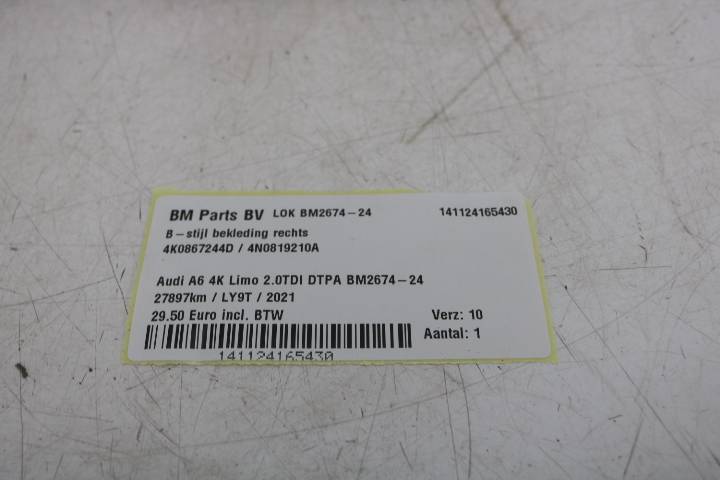 BM Parts BV LOK BM2674-24 141124165430
B-stijl bekleding rechts
4K0867244D / 4N0819210A
Audi A6 4K Limo 2.0TDI DTPA BM2674-24
27897km / LY9T / 2021
29.50 Euro incl. BTW Verz: 10
Aantal: 1
141124165430